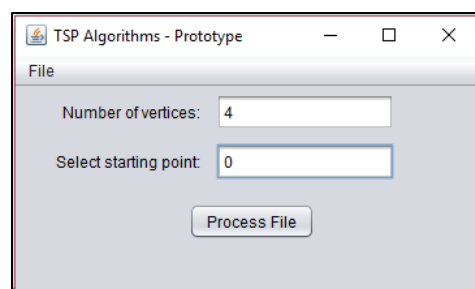 TSP Algorithms - Prototype
File
Number of vertices: 4
Select starting point: 0
Process File